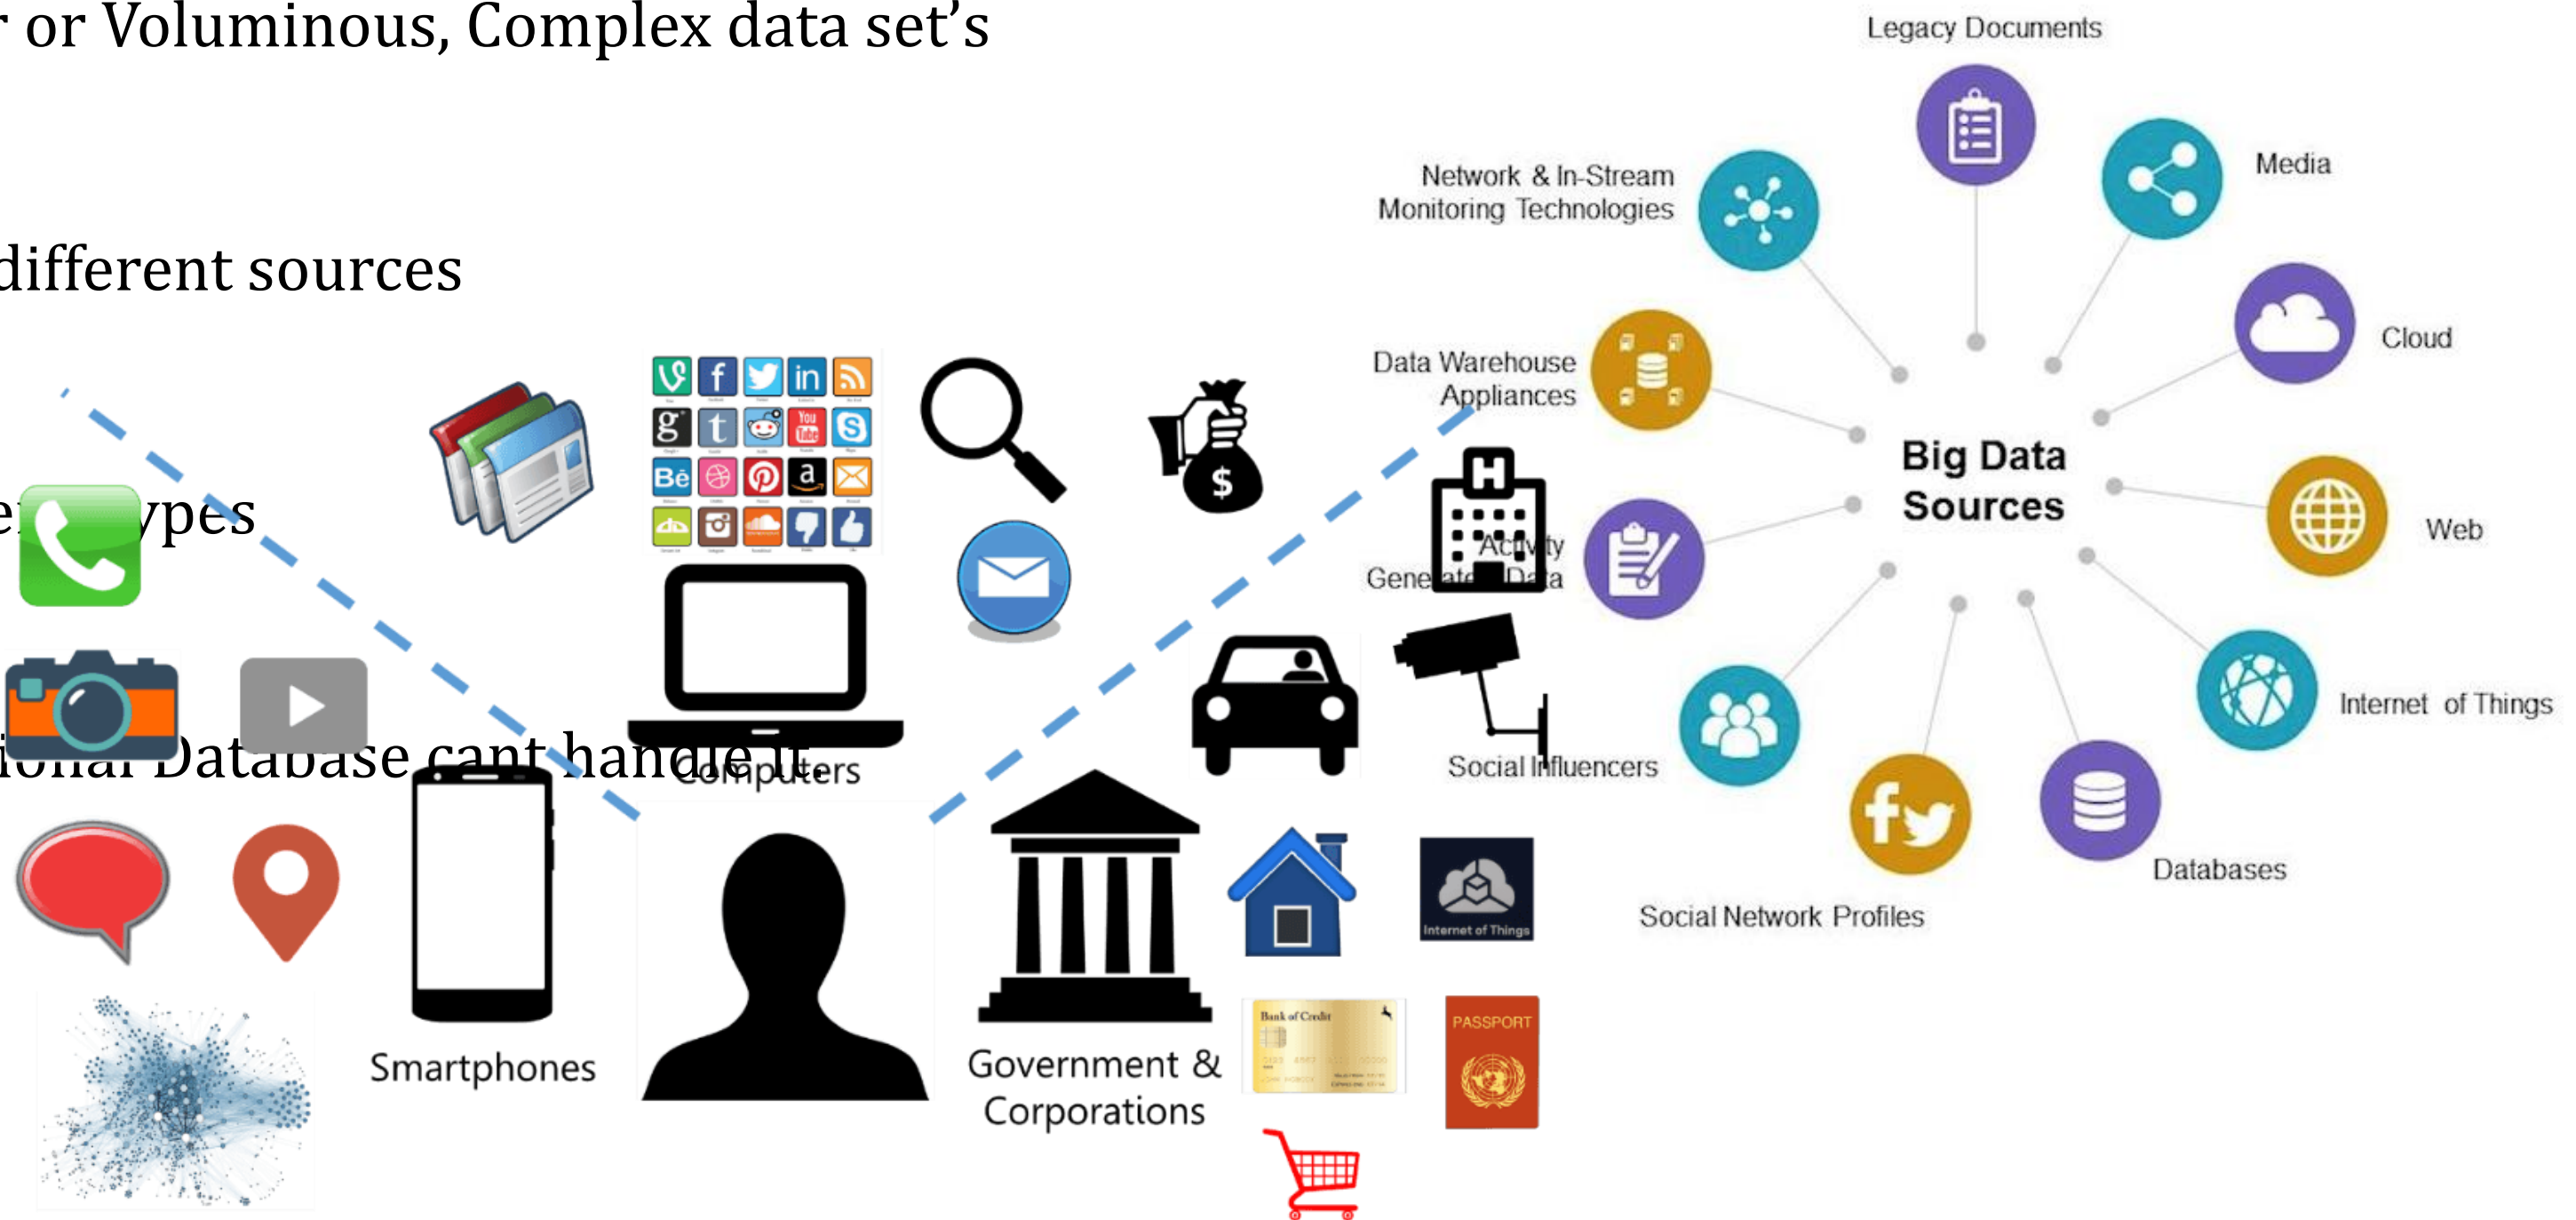 r or Voluminous, Complex data set’s
different sources
ypes
Database cant handle it.
Computers
Smartphones
Government &
Corporations
Bank of Credit
PASSPORT
Internet of Things
Legacy Documents
Media
Cloud
Web
Internet of Things
Databases
Social Network Profiles
Social Influencers
Activity
Generated Data
Data Warehouse
Appliances
Network & In-Stream
Monitoring Technologies
Big Data
Sources